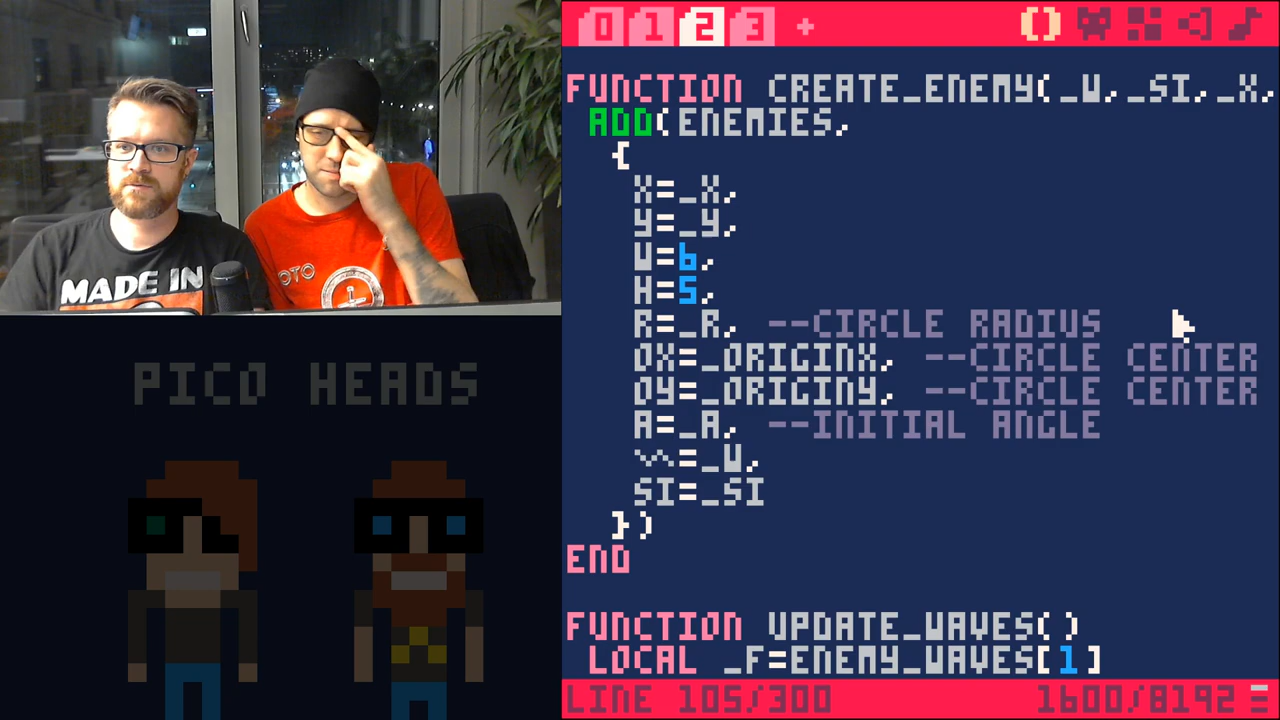 0 1 2 3 +
FUNCTION CREATE_ENEMY(_W,_SI,_X,
ADD(ENEMIES,
{
X=_X,
Y=_Y,
W=6,
H=5,
R=_R, --CIRCLE RADIUS
OX=_ORIGINX, --CIRCLE CENTER
OY=_ORIGINY, --CIRCLE CENTER
A=_A, --INITIAL ANGLE
=_W,
SI=_SI
})
END
FUNCTION UPDATE_WAVES()
LOCAL _F=ENEMY_WAVES[1]
LINE 105/300 1600/8192
MADE IN
OTO
PICO HEADS